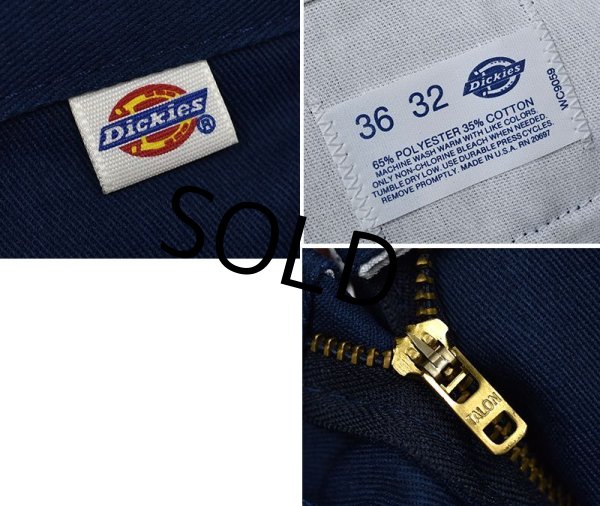 Dickies®
36 32 Dickies
65% POLYESTER 35% COTTON
MACHINE WASH WARM WITH LIKE COLORS.
ONLY NON-CHLORINE BLEACH WHEN NEEDED.
TUMBLE DRY LOW. USE DURABLE PRESS CYCLES.
REMOVE PROMPTLY. MADE IN U.S.A. RN 20697
WC9059
SOLD
TALON